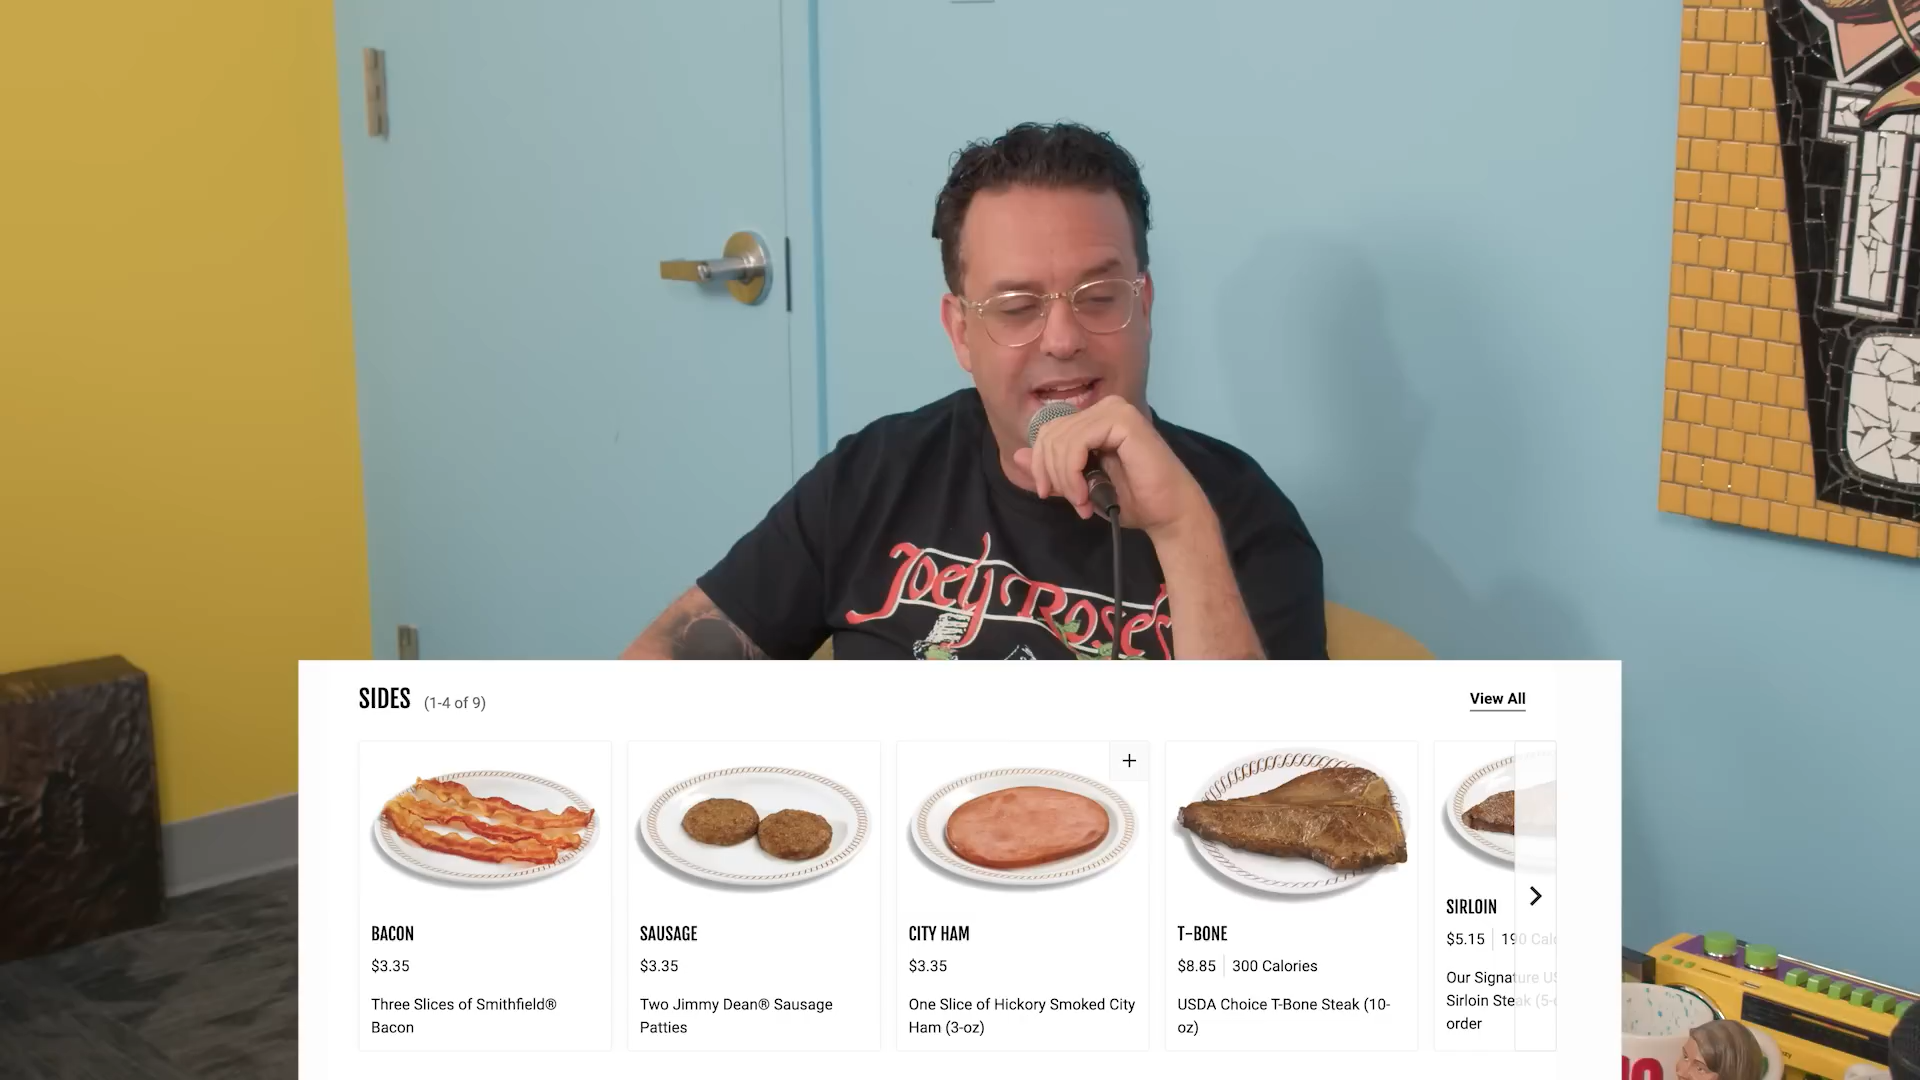 Joey Rose's
SIDES (1-4 of 9)
View All
BACON
$3.35
Three Slices of Smithfield®
Bacon
SAUSAGE
$3.35
Two Jimmy Dean® Sausage
Patties
CITY HAM
$3.35
One Slice of Hickory Smoked City
Ham (3-oz)
T-BONE
$8.85 300 Calories
USDA Choice T-Bone Steak (10-
oz)
SIRLOIN
$5.15 190
Our Signature
Sirloin Steak
order